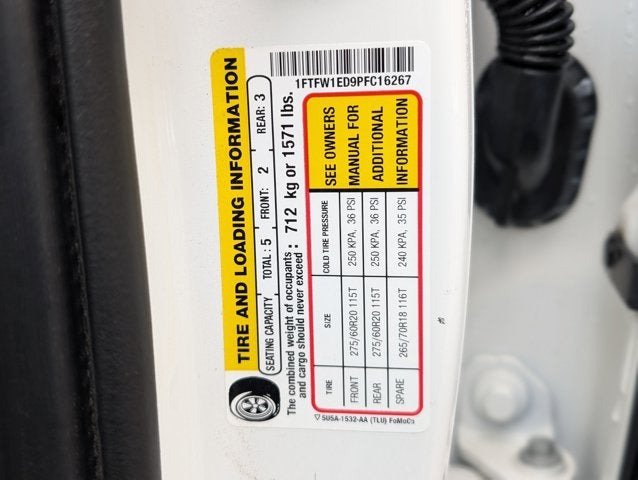 TIRE AND LOADING INFORMATION
SEATING CAPACITY TOTAL: 5 FRONT: 2 REAR: 3
The combined weight of occupants
and cargo should never exceed: 712 kg or 1571 lbs.
1FTFW1ED9PFC16267
TIRE SIZE COLD TIRE PRESSURE SEE OWNERS
FRONT 275/60R20 115T 250 KPA, 36 PSI MANUAL FOR
REAR 275/60R20 115T 250 KPA, 36 PSI ADDITIONAL
SPARE 265/70R18 116T 240 KPA, 35 PSI INFORMATION
5U5A-1532-AA (TLU) FoMoCo